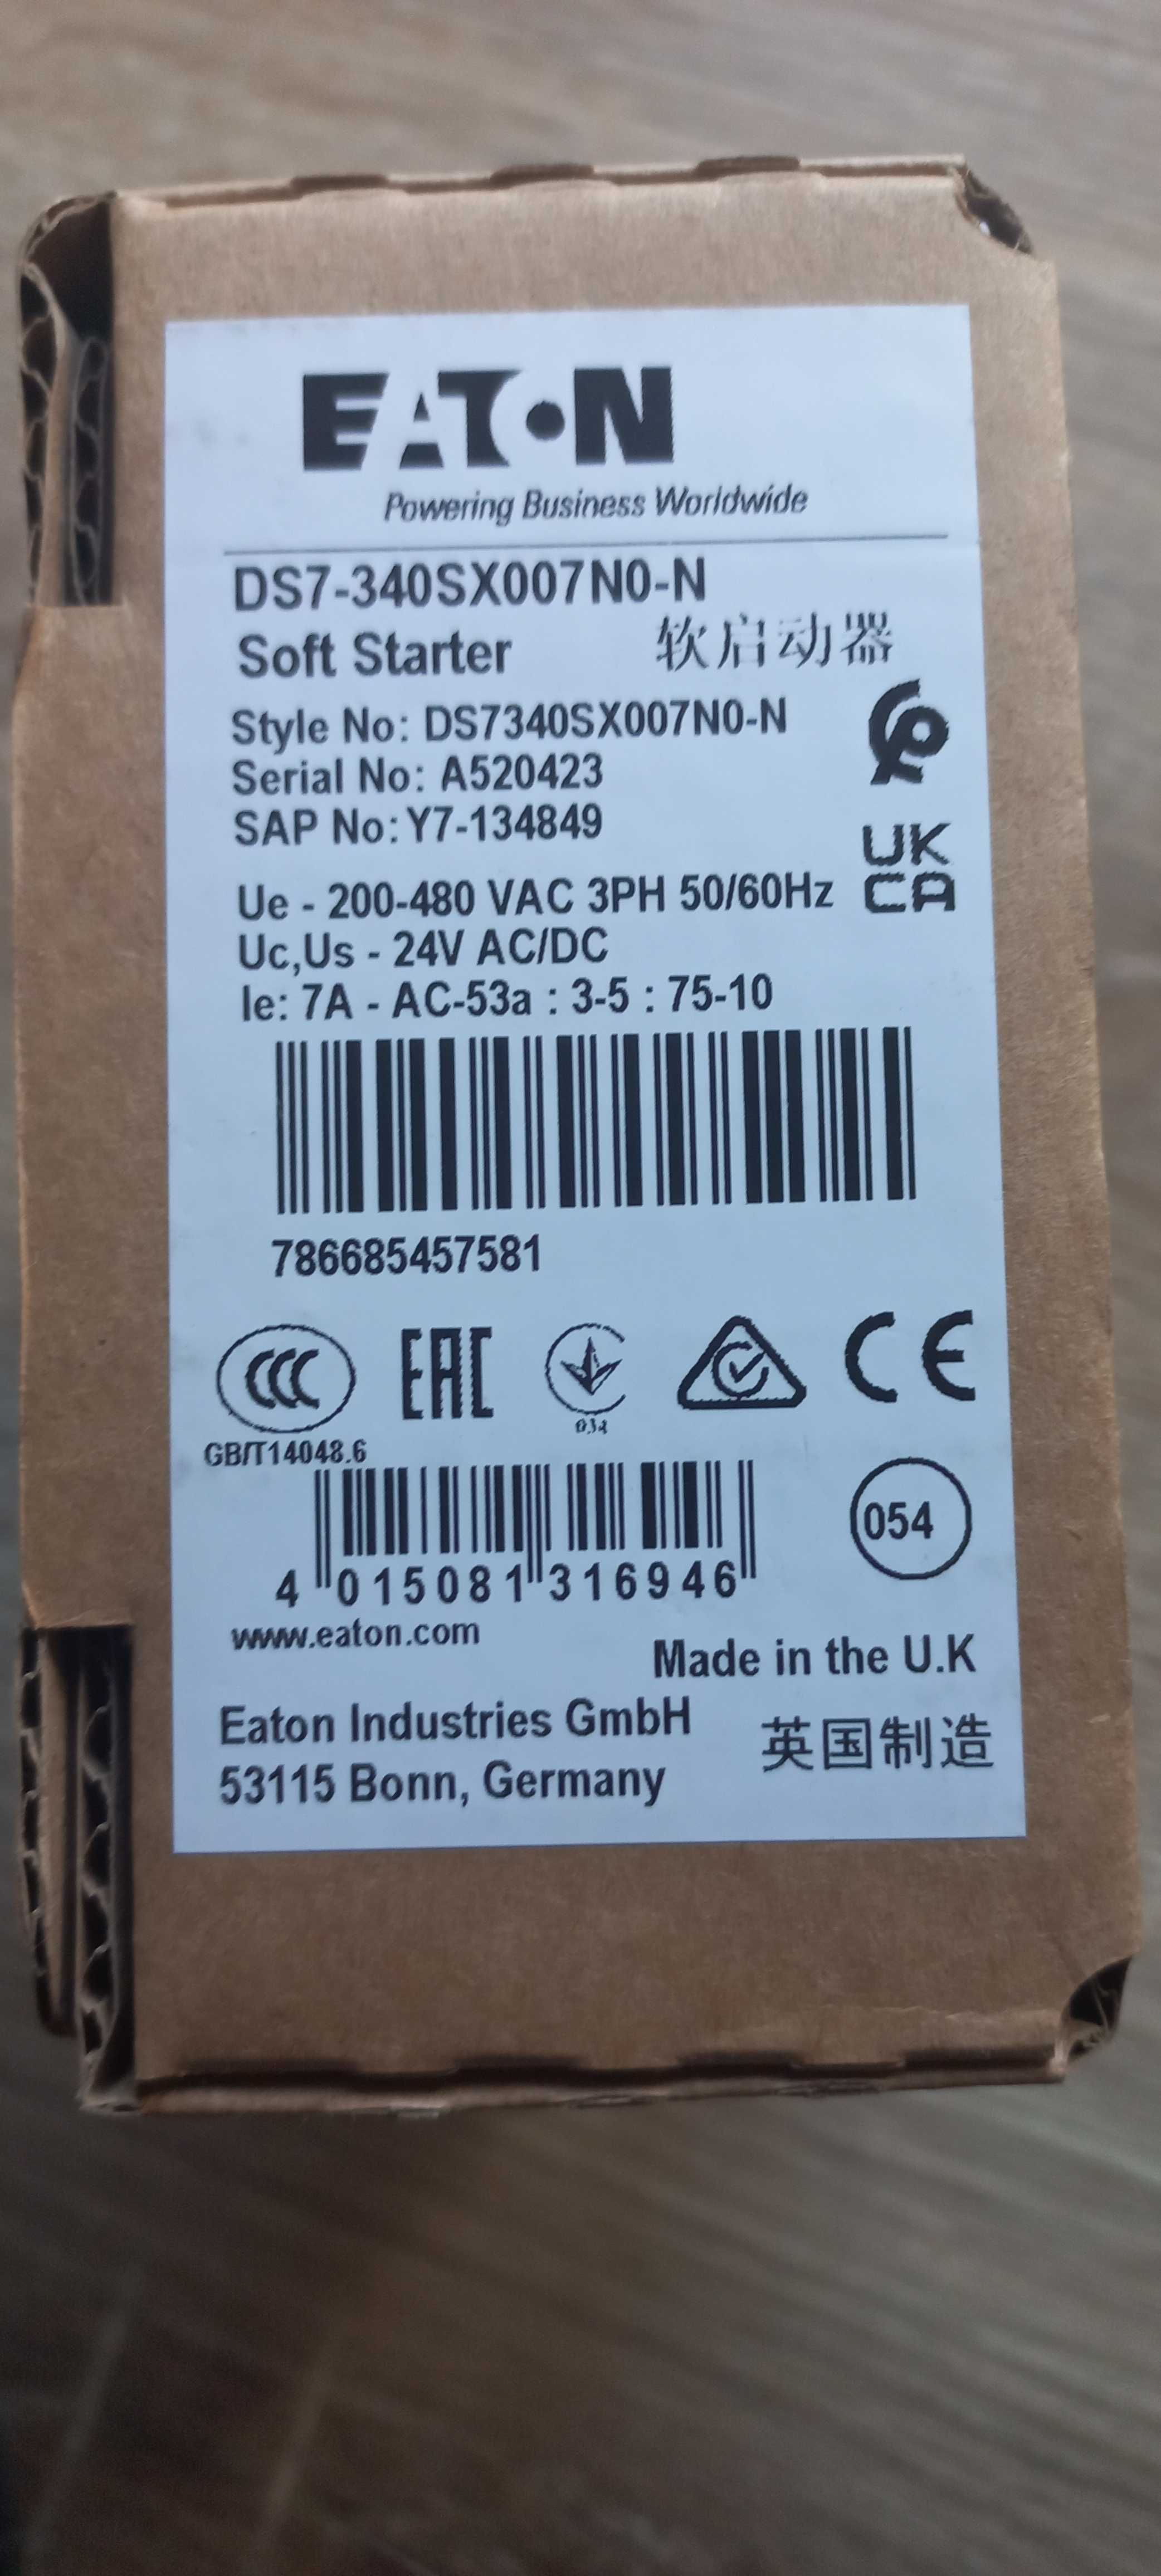 EATON
Powering Business Worldwide
DS7-340SX007N0-N
Soft Starter 软启动器
Style No: DS7340SX007N0-N
Serial No: A520423
SAP No: Y7-134849
UK
CA
Ue - 200-480 VAC 3PH 50/60Hz
Uc,Us - 24V AC/DC
Ie: 7A - AC-53a : 3-5 : 75-10
786685457581
CCC EAC CE
034
GB/T14048.6
054
4 015081 316946
www.eaton.com
Made in the U.K
Eaton Industries GmbH
英国制造
53115 Bonn, Germany